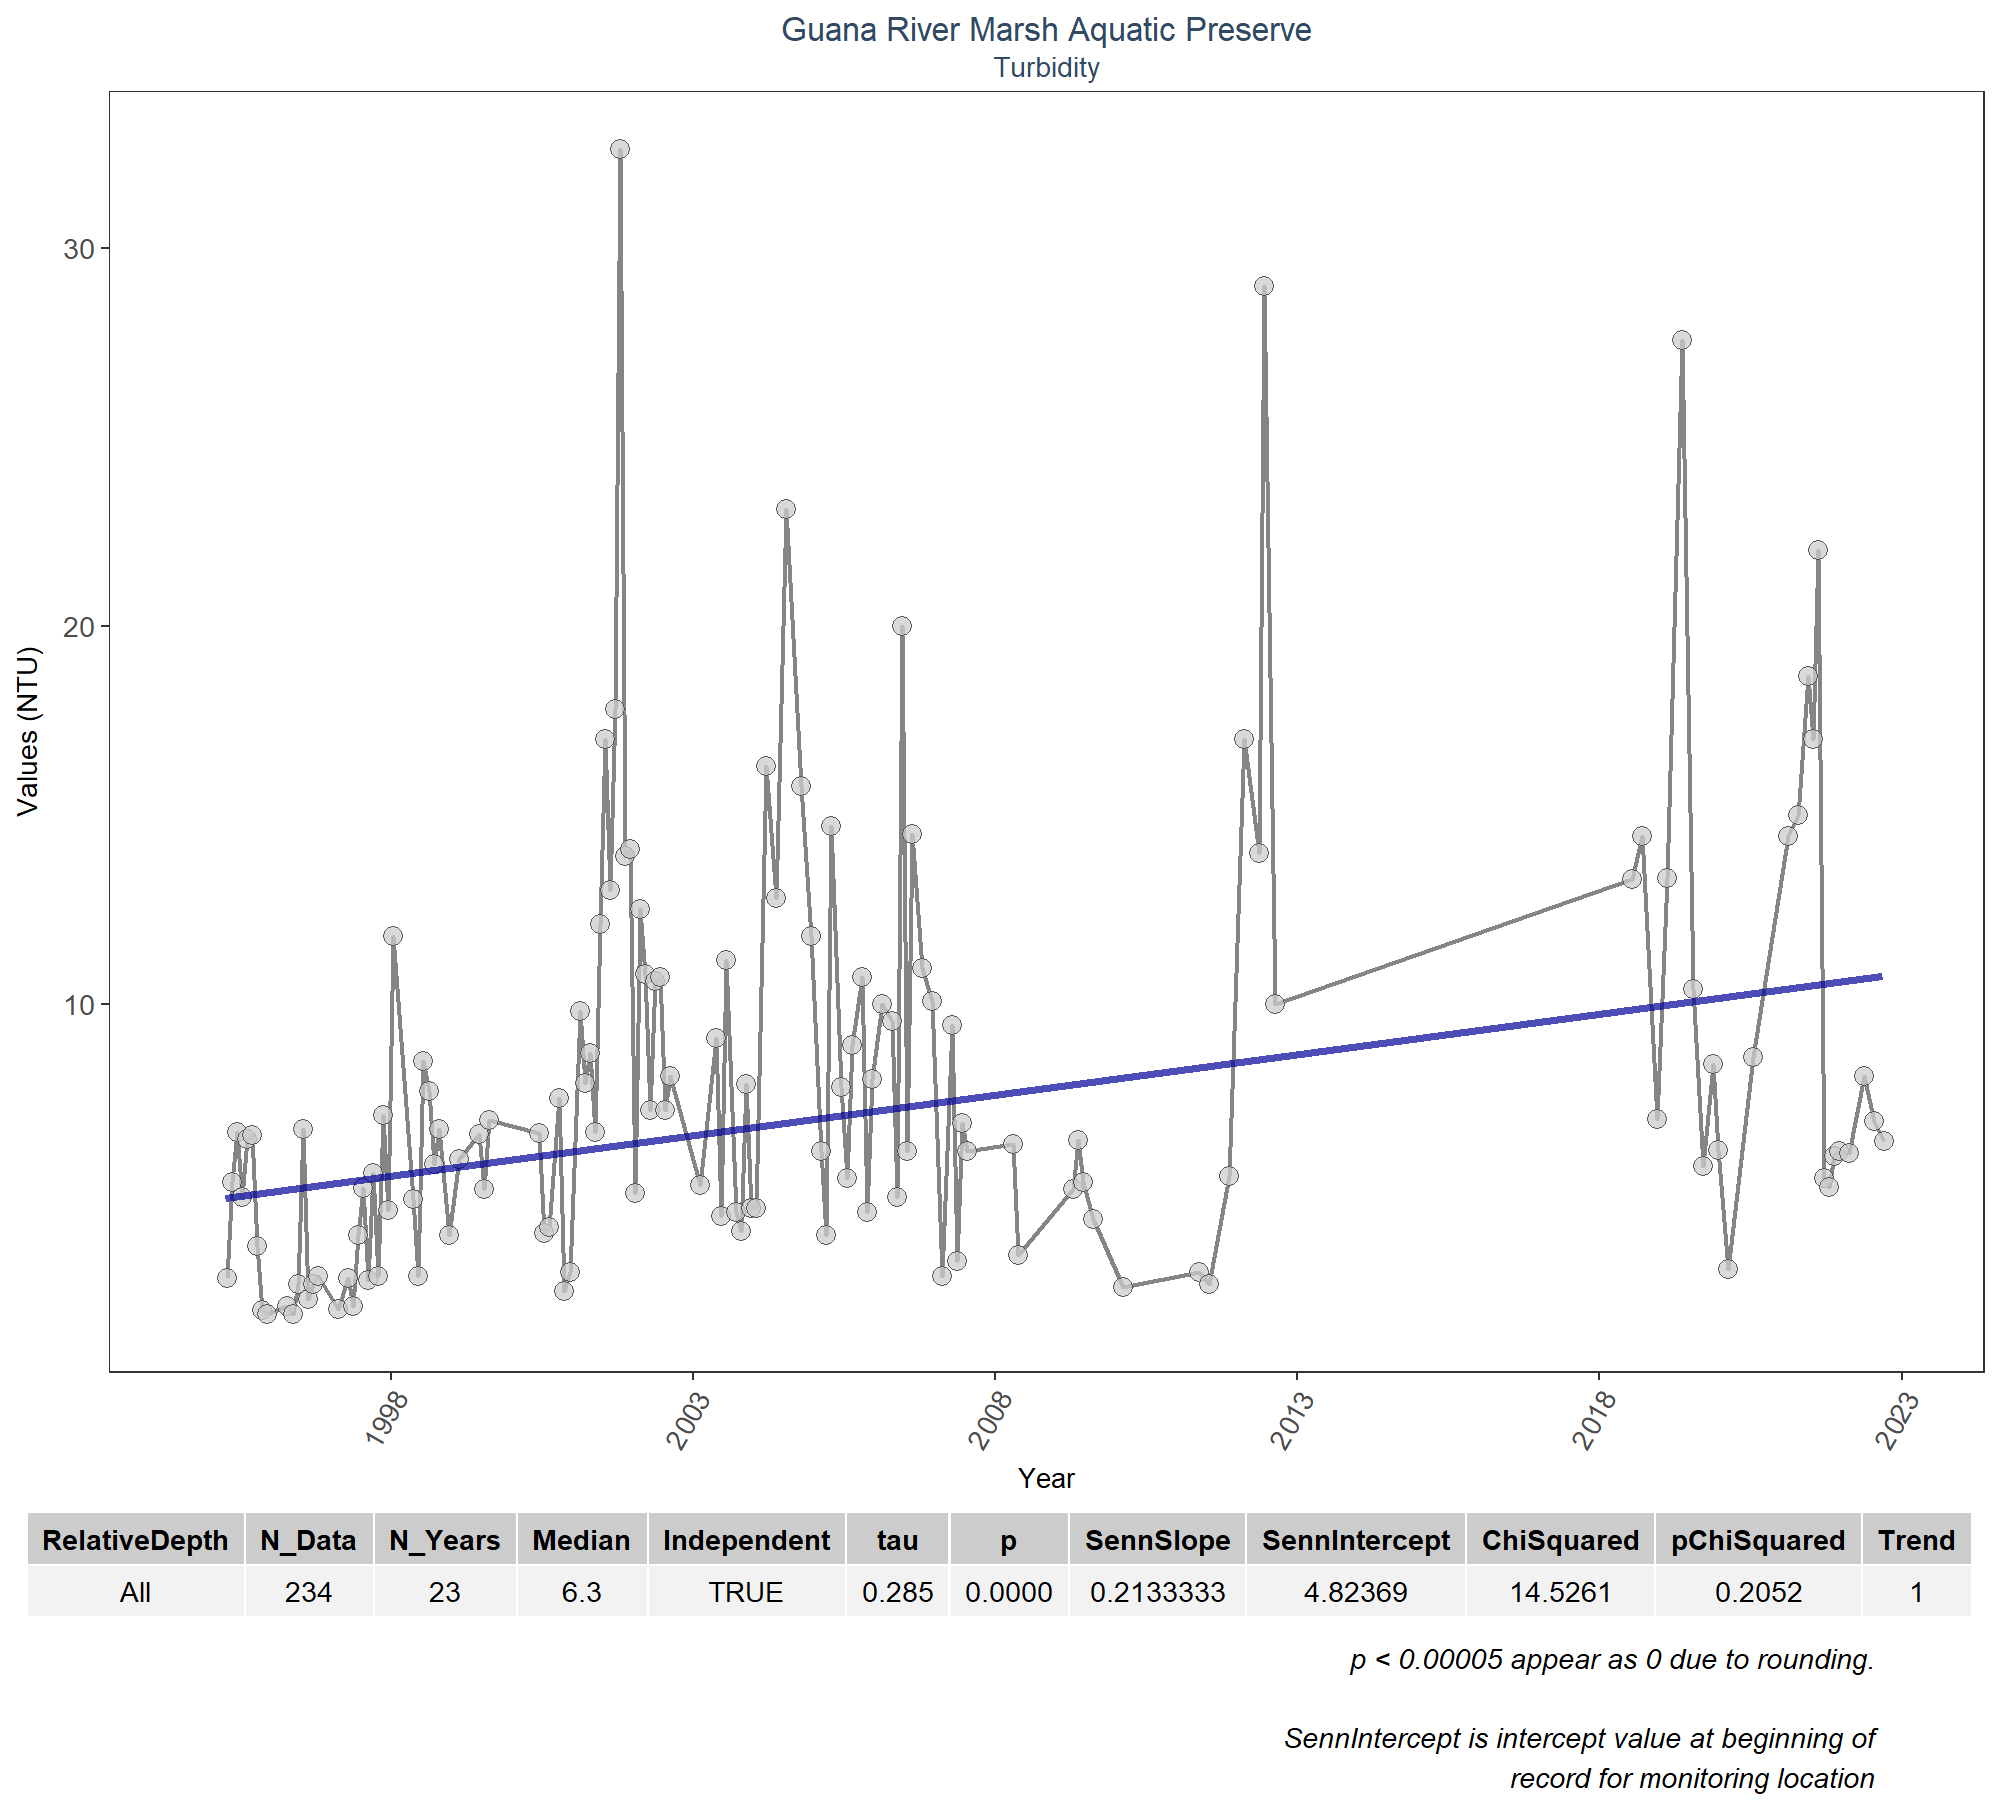 Guana River Marsh Aquatic Preserve
Turbidity
Values (NTU)
30
20
10
1998 2003 2008 2013 2018 2023
Year
RelativeDepth N_Data N_Years Median Independent tau p SennSlope SennIntercept ChiSquared pChiSquared Trend
All 234 23 6.3 TRUE 0.285 0.0000 0.2133333 4.82369 14.5261 0.2052 1
p < 0.00005 appear as 0 due to rounding.
SennIntercept is intercept value at beginning of
record for monitoring location